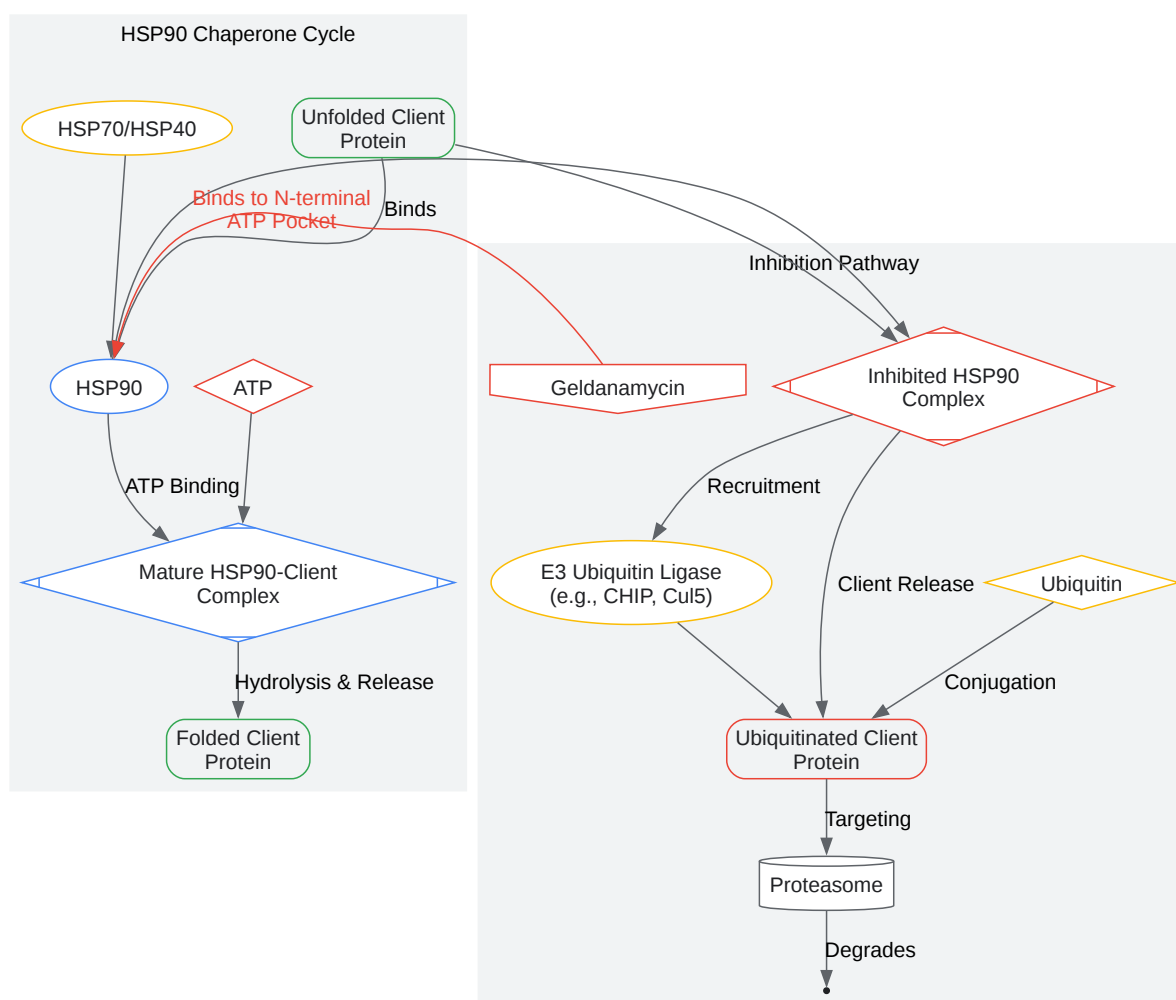 HSP90 Chaperone Cycle
HSP70/HSP40
Unfolded Client
Protein
Binds to N-terminal
ATP Pocket
Binds
Inhibition Pathway
HSP90
ATP
Geldanamycin
Inhibited HSP90
Complex
ATP Binding
Recruitment
Mature HSP90-Client
Complex
E3 Ubiquitin Ligase
(e.g., CHIP, Cul5)
Client Release
Ubiquitin
Hydrolysis & Release
Conjugation
Folded Client
Protein
Ubiquitinated Client
Protein
Targeting
Proteasome
Degrades